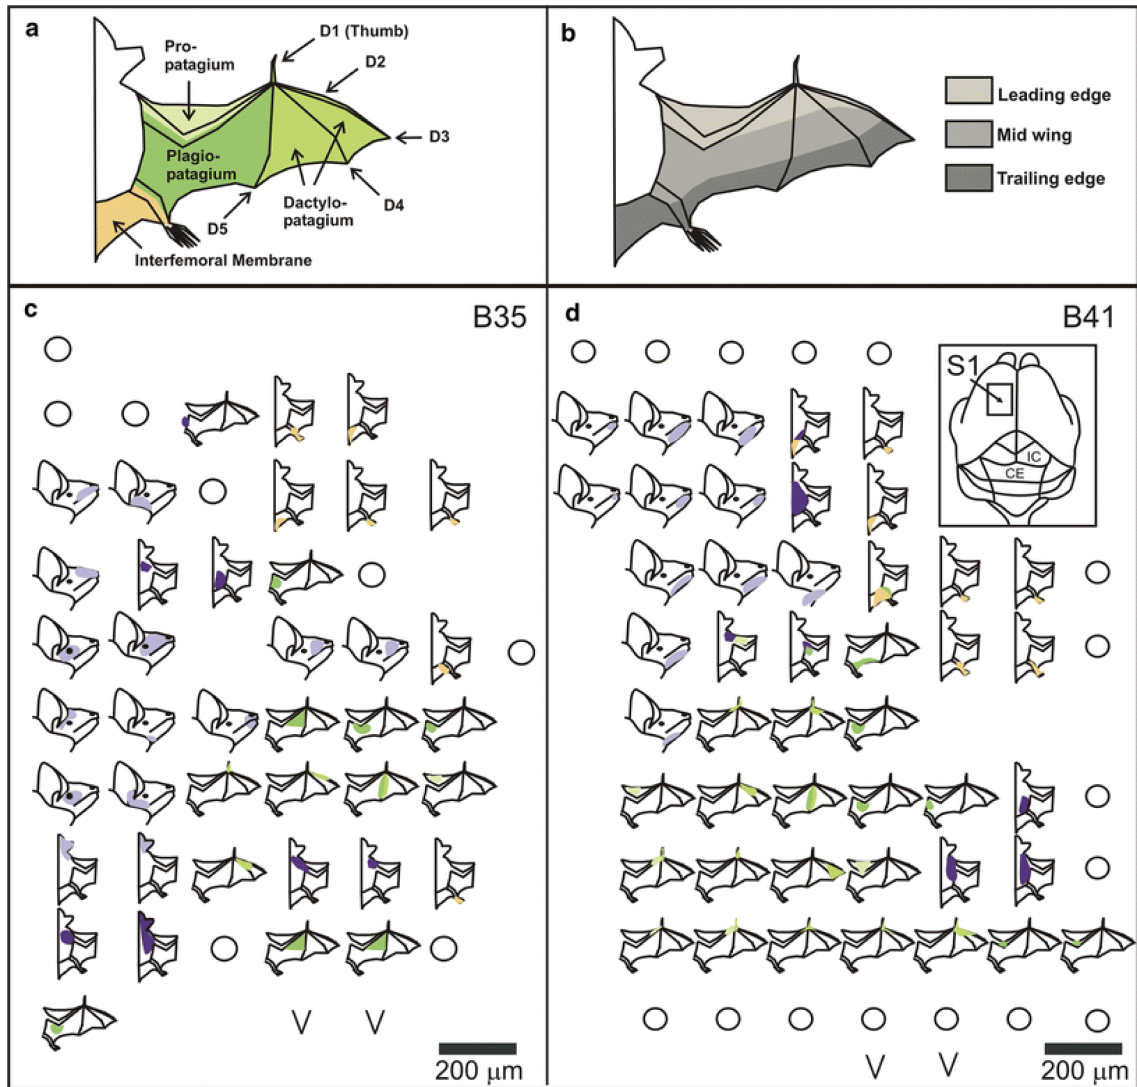 a
Pro-
patagium
D1 (Thumb)
D2
D3
Plagio-
patagium
Dactylo-
patagium
D4
D5
Interfemoral Membrane
b
Leading edge
Mid wing
Trailing edge
c
B35
V V
200 µm
d
B41
S1
IC
CE
V V
200 µm